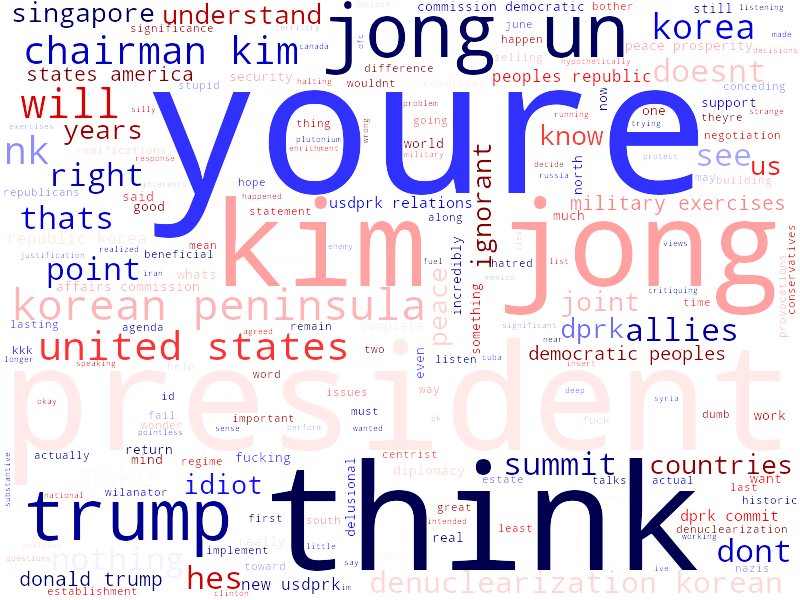 singapore understand jong un commission democratic still bother listening
significance territory june happen korea made
chairman kim canada ofc selling peace prosperity decisions
states america security difference hypothetically
stupid wouldnt peoples republic doesnt
will halting now conceding
youre problem support
silly thing plutonium going running one theyre strange
exercises years wrong trying negotiation
nk ramifications enrichment world know see us
response military decide protect
right interests hope russia north may building
republicans said happened usdprk relations military exercises
thats good statement along ignorant much
republic korea realized mean kim jong views
justification beneficial enemy incredibly hatred list
point iran whats fuel critiquing conservatives
affairs commission mexico time provocations
korean peninsula peace something joint
lasting agenda remain complete significant dprk allies
kkk agreed near
longer united states two even listen cuba democratic peoples
speaking help president insert
word id issues way deep syria
okay fail important must ok fuck dumb work
wonder sense perform wanted
pointless
actually return centrist summit countries
substantive mind regime fucking diplomacy talks actual want
make idiot delusional estate last
national wilanator think historic
trump first south great dprk commit
intended denuclearization
really real least working
nothing implement little dont
analysis toward ive nazis
questions say
donald trump hes new usdprk im denuclearization korean
establishment clinton